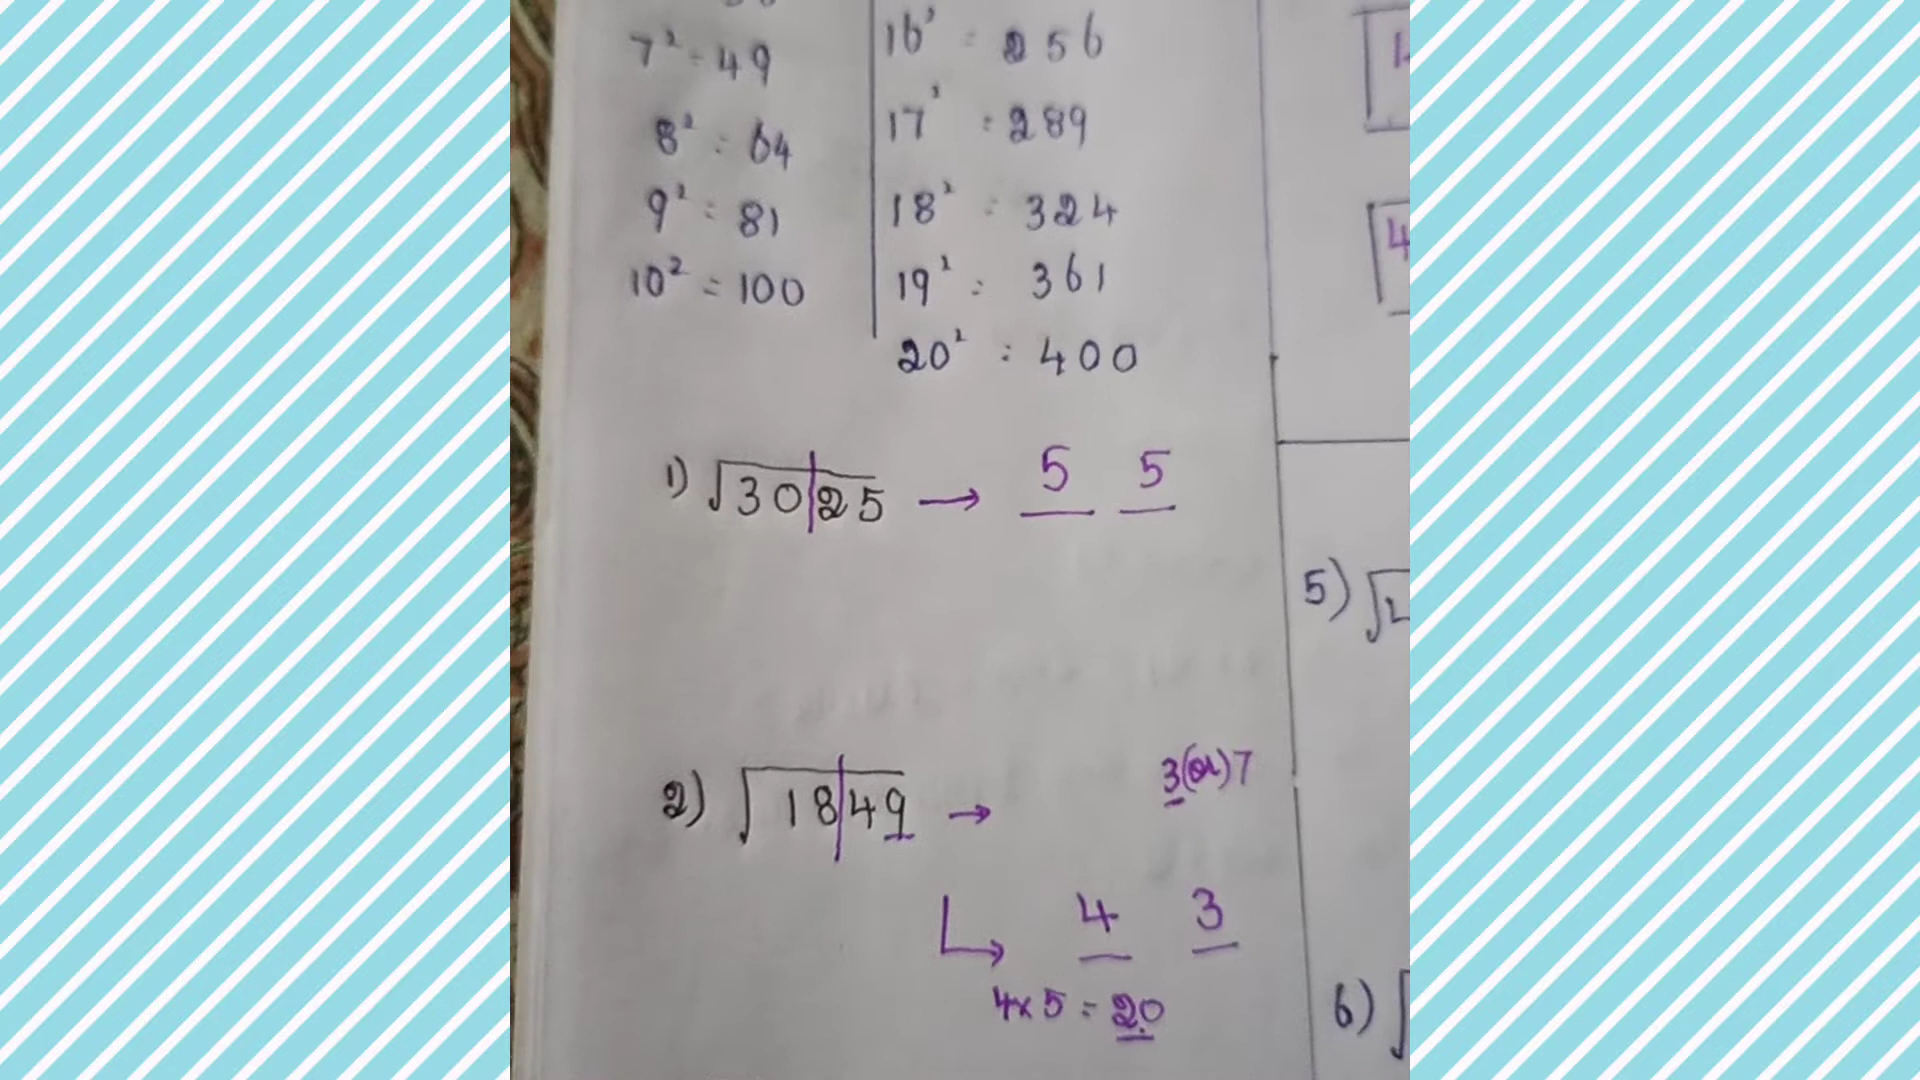 7² = 49
8² = 64
9² = 81
10² = 100
16² = 256
17² = 289
18² = 324
19² = 361
20² = 400
1) √30|25 → 5 5
2) √18|49 → 3(or)7
4 3
4x5 = 20
4
5) √
6) √